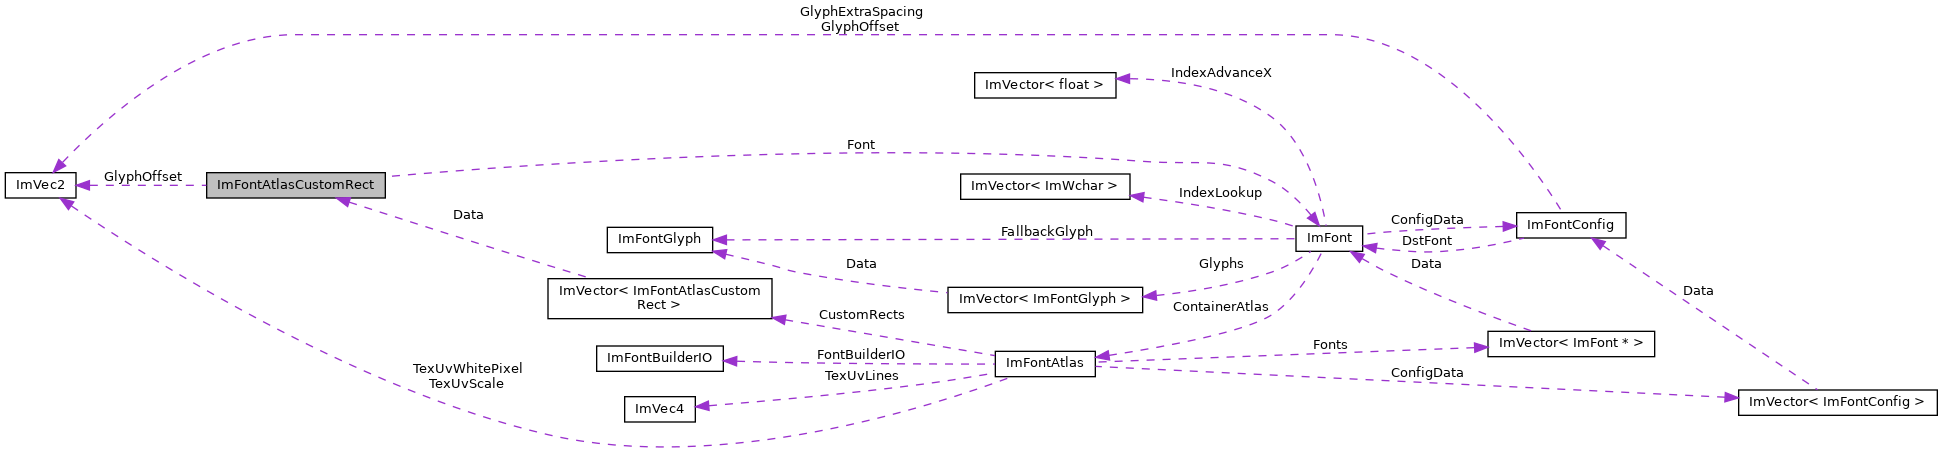 GlyphExtraSpacing
GlyphOffset
IndexAdvanceX
ImVector< float >
Font
GlyphOffset
ImVec2
ImFontAtlasCustomRect
ImVector< ImWchar >
IndexLookup
Data
ConfigData
ImFontConfig
FallbackGlyph
ImFontGlyph
ImFont
DstFont
Data
Glyphs
Data
ImVector< ImFontAtlasCustom
Rect >
ImVector< ImFontGlyph >
ContainerAtlas
Data
CustomRects
Fonts
ImVector< ImFont * >
ImFontBuilderIO
FontBuilderIO
ImFontAtlas
TexUvWhitePixel
TexUvScale
TexUvLines
ConfigData
ImVec4
ImVector< ImFontConfig >